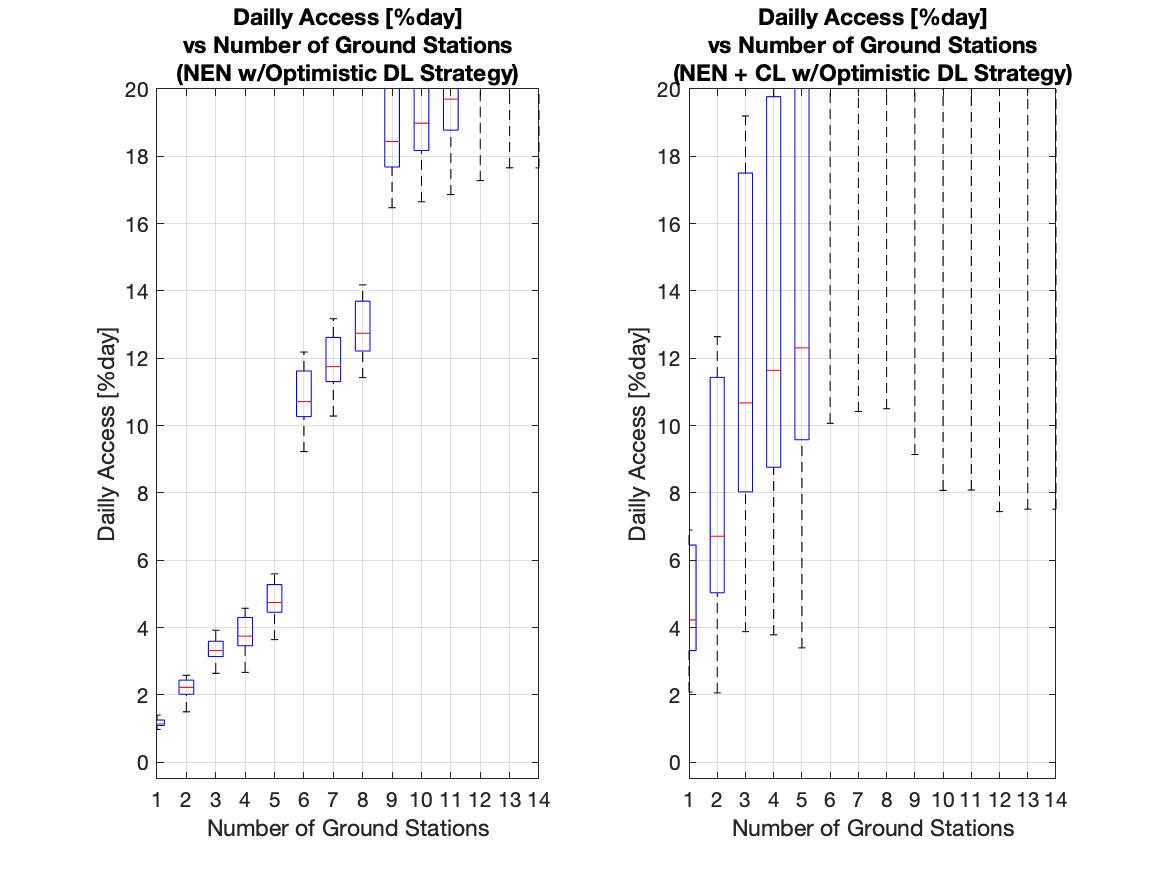 Dailly Access [%day]
vs Number of Ground Stations
(NEN w/Optimistic DL Strategy)
20
18
16
14
12
10
8
6
4
2
0
Dailly Access [%day]
1 2 3 4 5 6 7 8 9 10 11 12 13 14
Number of Ground Stations
Dailly Access [%day]
vs Number of Ground Stations
(NEN + CL w/Optimistic DL Strategy)
20
18
16
14
12
10
8
6
4
2
0
Dailly Access [%day]
1 2 3 4 5 6 7 8 9 10 11 12 13 14
Number of Ground Stations